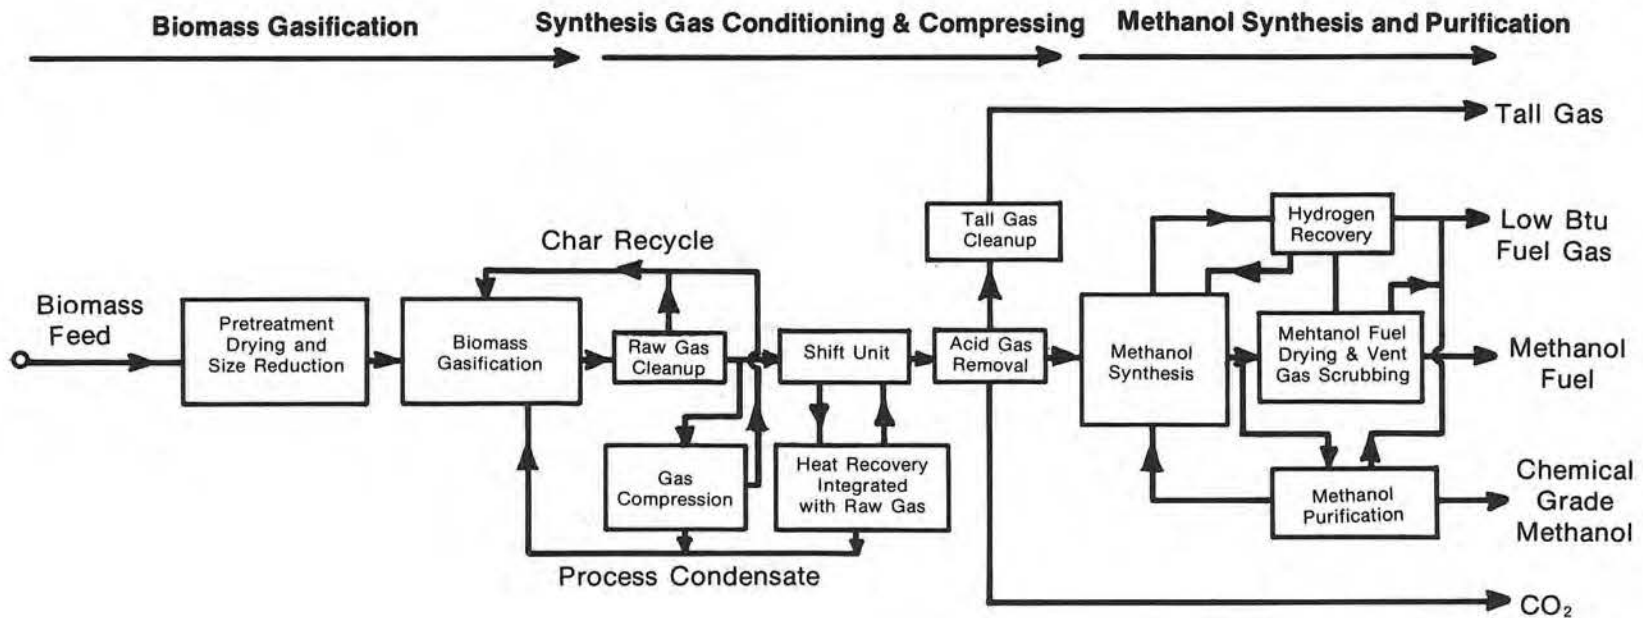 Biomass Gasification
Synthesis Gas Conditioning & Compressing
Methanol Synthesis and Purification
Tall Gas
Tall Gas
Cleanup
Hydrogen
Recovery
Low Btu
Fuel Gas
Char Recycle
Biomass
Feed
Pretreatment
Drying and
Size Reduction
Biomass
Gasification
Raw Gas
Cleanup
Shift Unit
Acid Gas
Removal
Methanol
Synthesis
Mehtanol Fuel
Drying & Vent
Gas Scrubbing
Methanol
Fuel
Gas
Compression
Heat Recovery
Integrated
with Raw Gas
Methanol
Purification
Chemical
Grade
Methanol
Process Condensate
CO₂